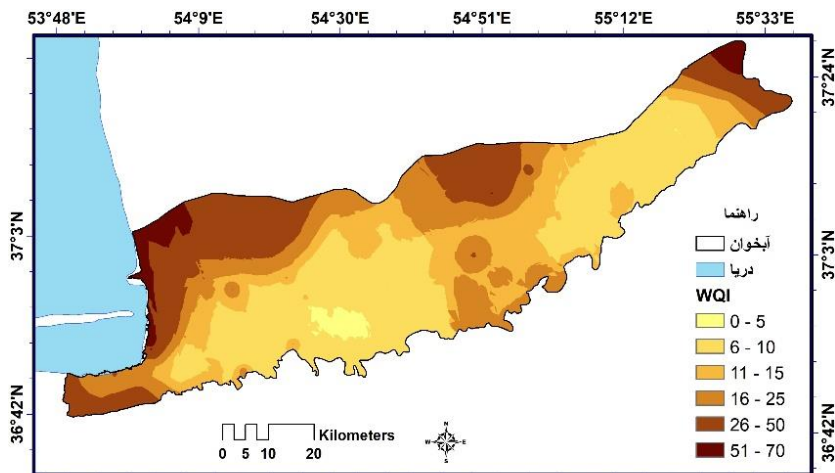 53°48'E 54°9'E 54°30'E 54°51'E 55°12'E 55°33'E
37°24'N
37°3'N
37°3'N
36°42'N
36°42'N
راهنما
آبخوان
دریا
WQI
0 - 5
6 - 10
11 - 15
16 - 25
26 - 50
51 - 70
Kilometers
0 5 10 20
N
W E
S